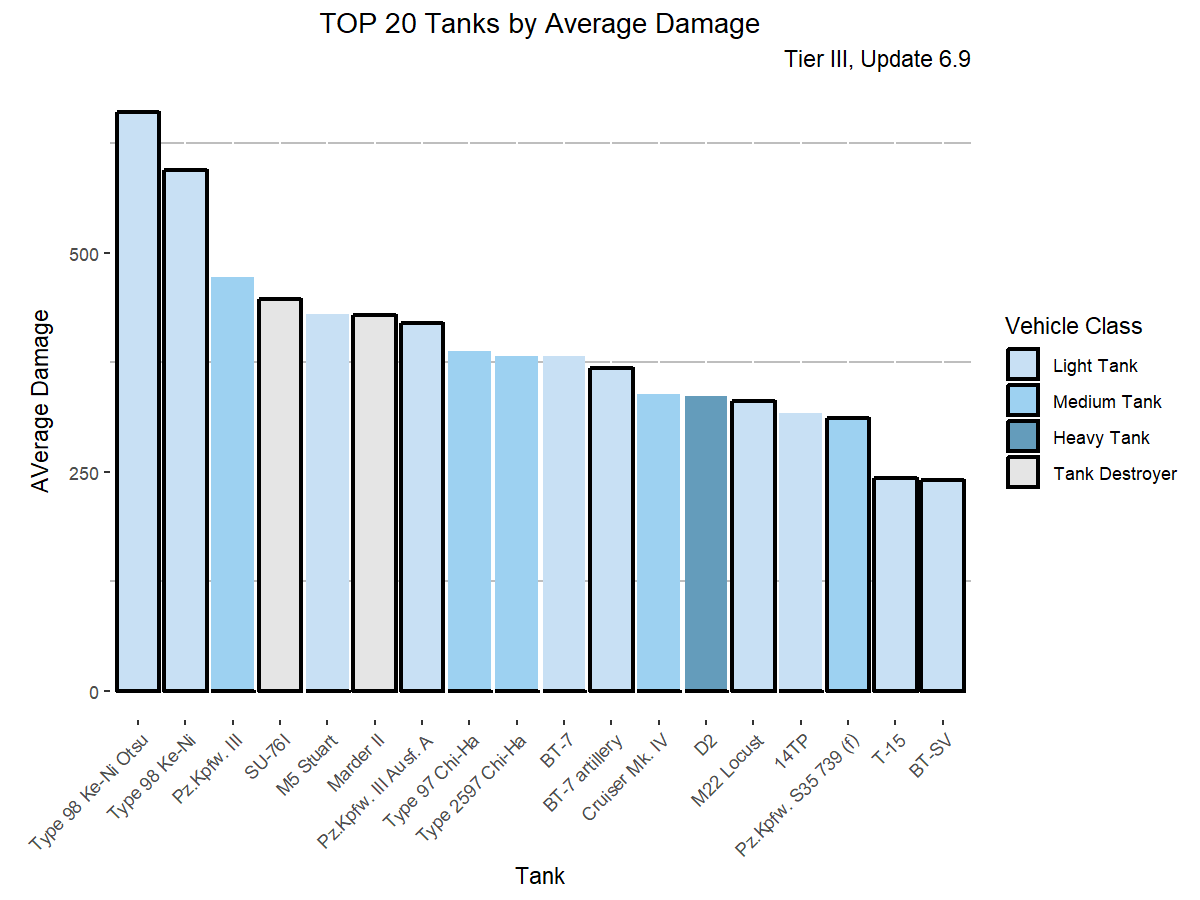 TOP 20 Tanks by Average Damage
Tier III, Update 6.9
AVerage Damage
500
250
0
Type 98 Ke-Ni Otsu
Type 98 Ke-Ni
Pz.Kpfw. III
SU-76I
M5 Stuart
Marder II
Pz.Kpfw. III Ausf. A
Type 97 Chi-Ha
Type 2597 Chi-Ha
BT-7
BT-7 artillery
Cruiser Mk. IV
D2
M22 Locust
14TP
Pz.Kpfw. S35 739 (f)
T-15
BT-SV
Tank
Vehicle Class
Light Tank
Medium Tank
Heavy Tank
Tank Destroyer